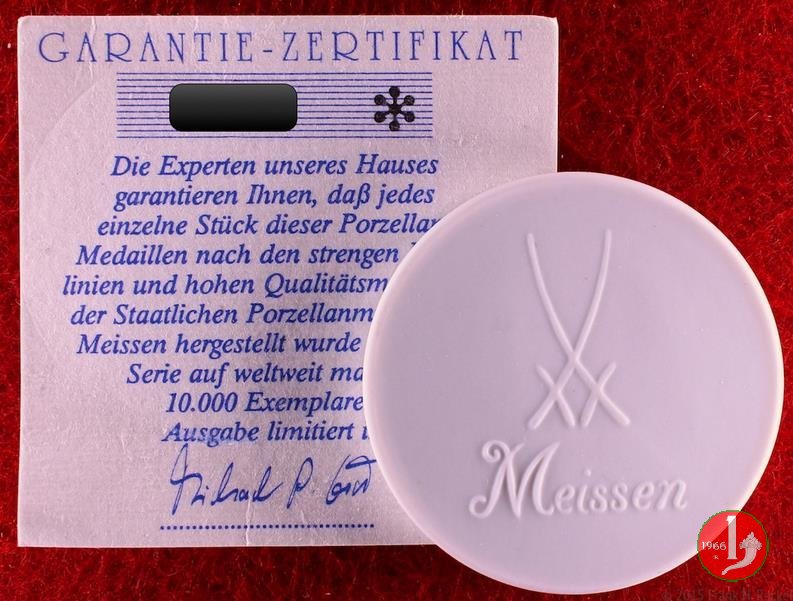 GARANTIE-ZERTIFIKAT
Die Experten unseres Hauses
garantieren Ihnen, daß jedes
einzelne Stück dieser Porzellan
Medaillen nach den strengen
linien und hohen Qualitätsm
der Staatlichen Porzellanm
Meissen hergestellt wurde
Serie auf weltweit ma
10.000 Exemplare
Ausgabe limitiert
Meissen
1966